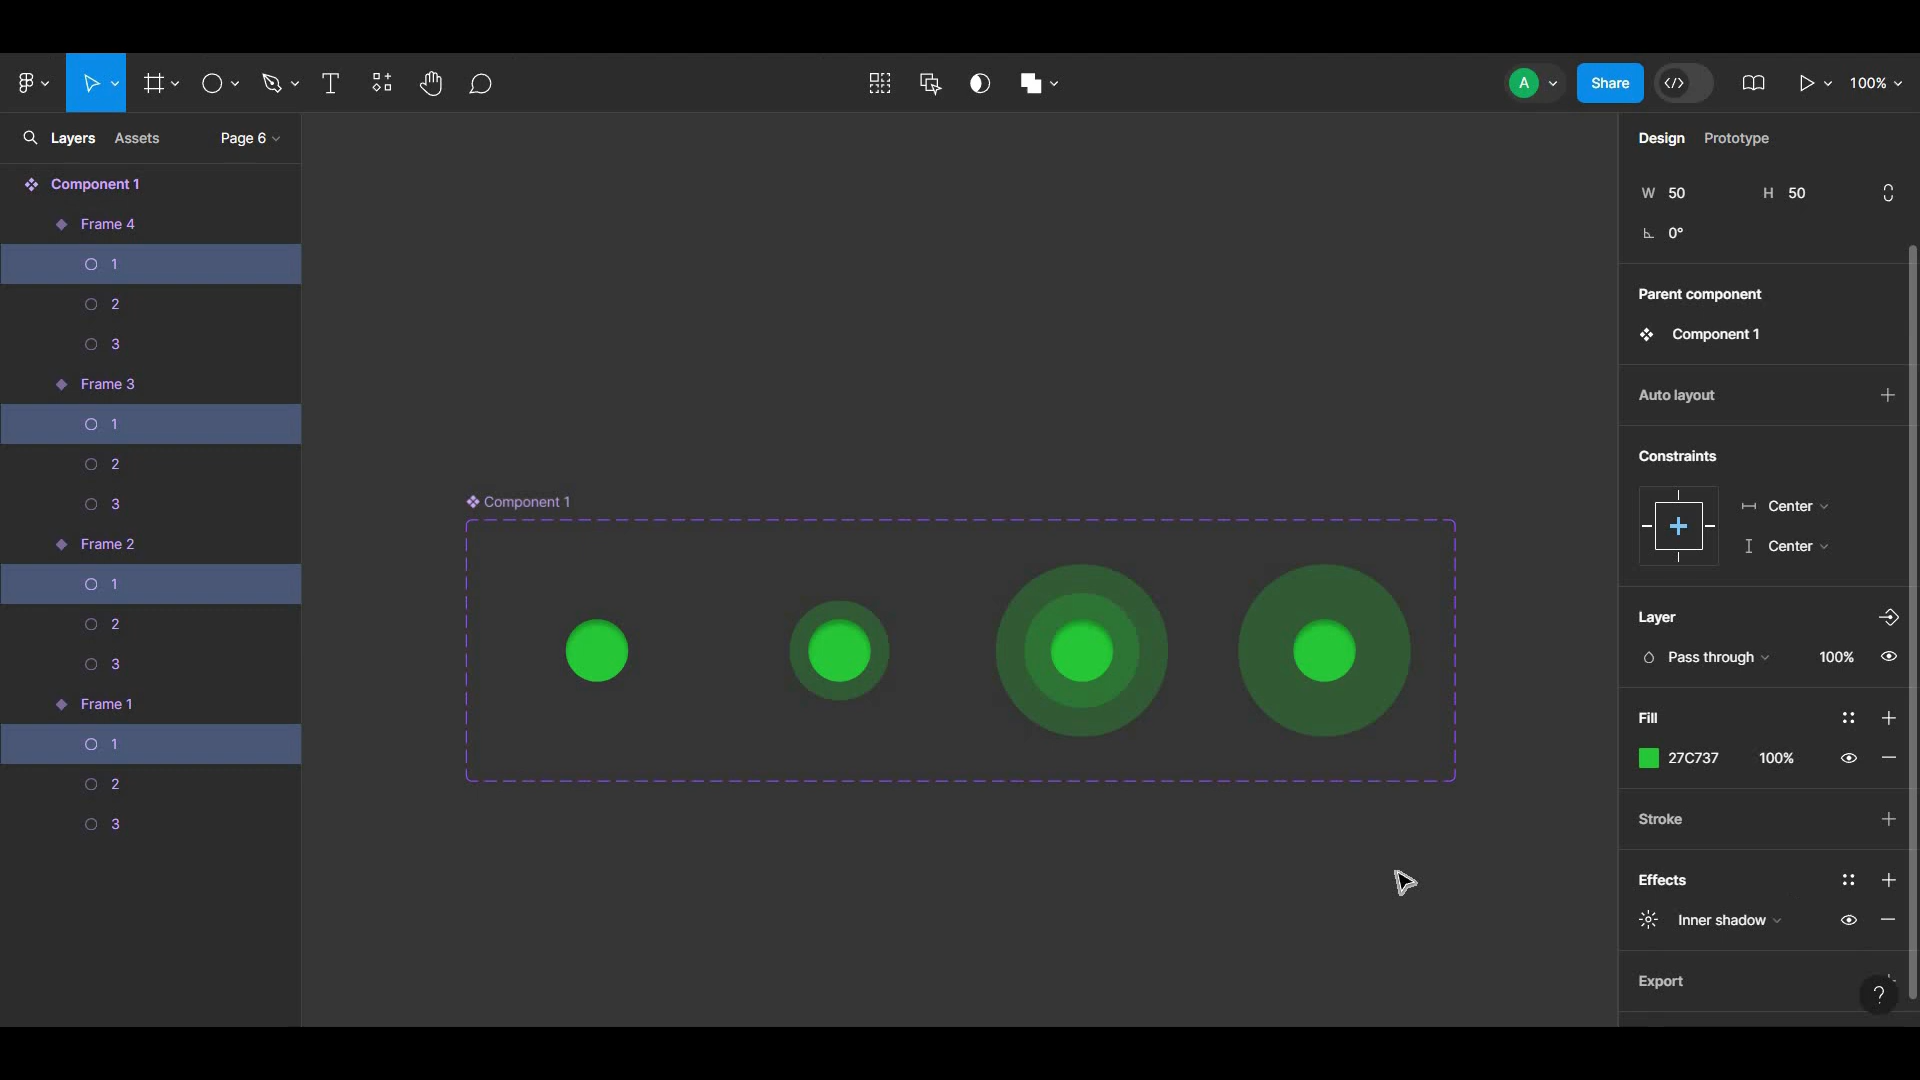 A
Share
100%
Layers
Assets
Page 6
Design
Prototype
Component 1
Frame 4
1
2
3
Frame 3
1
2
3
Frame 2
1
2
3
Frame 1
1
2
3
Component 1
W 50
H 50
0°
Parent component
Component 1
Auto layout
Constraints
Center
Center
Layer
Pass through
100%
Fill
27C737
100%
Stroke
Effects
Inner shadow
Export
?